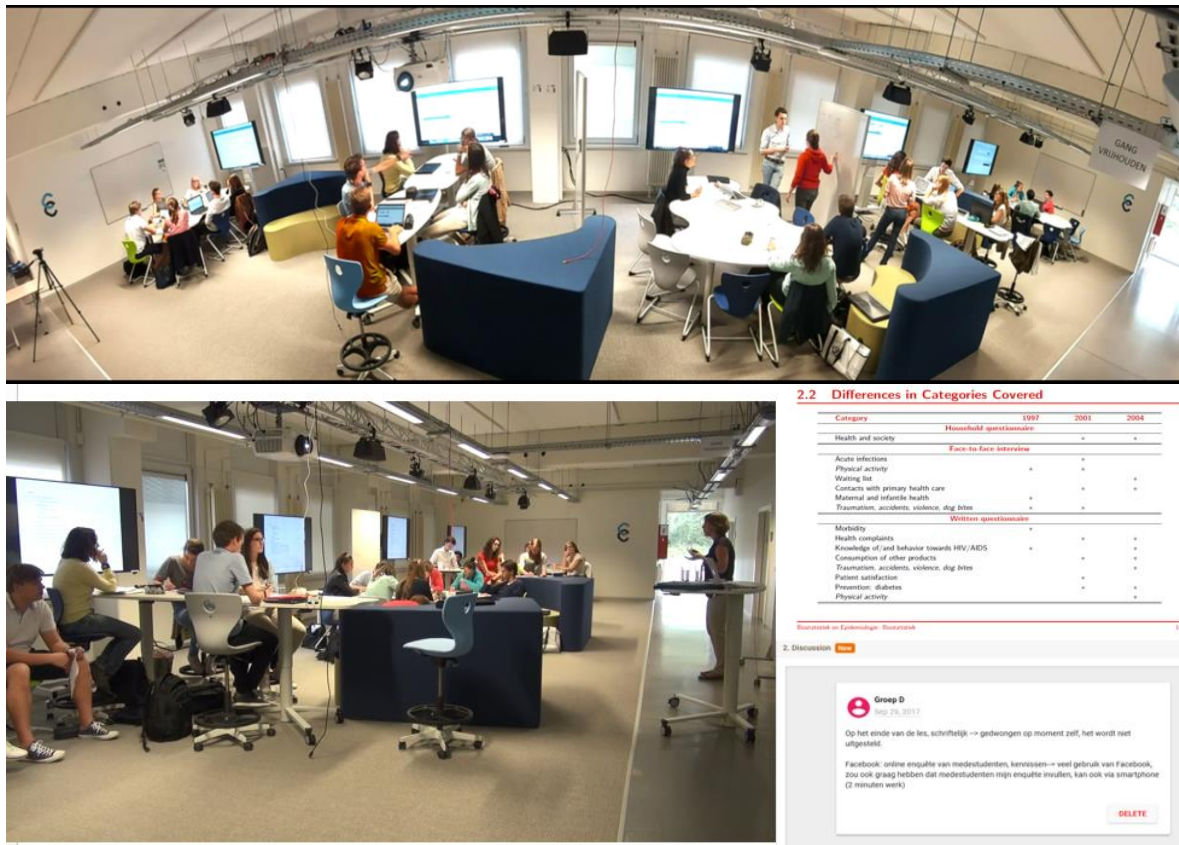 GANG
VRIJHOUDEN
2.2 Differences in Categories Covered
Category 1997 2001 2004
Household questionnaire
Health and society * *
Face-to-face interview
Acute infections *
Physical activity * *
Waiting list *
Contacts with primary health care * *
Maternal and infantile health *
Traumatism, accidents, violence, dog bites * *
Written questionnaire
Morbidity *
Health complaints * *
Knowledge of/and behavior towards HIV/AIDS * *
Consumption of other products * *
Traumatism, accidents, violence, dog bites *
Patient satisfaction *
Prevention: diabetes * *
Physical activity *
Biostatistiek en Epidemiologie: Biostatistiek
2. Discussion New
Groep D
Sep 29, 2017
Op het einde van de les, schriftelijk --> gedwongen op moment zelf, het wordt niet
uitgesteld.
Facebook: online enquête van medestudenten, kennissen--> veel gebruik van Facebook,
zou ook graag hebben dat medestudenten mijn enquête invullen, kan ook via smartphone
(2 minuten werk)
DELETE